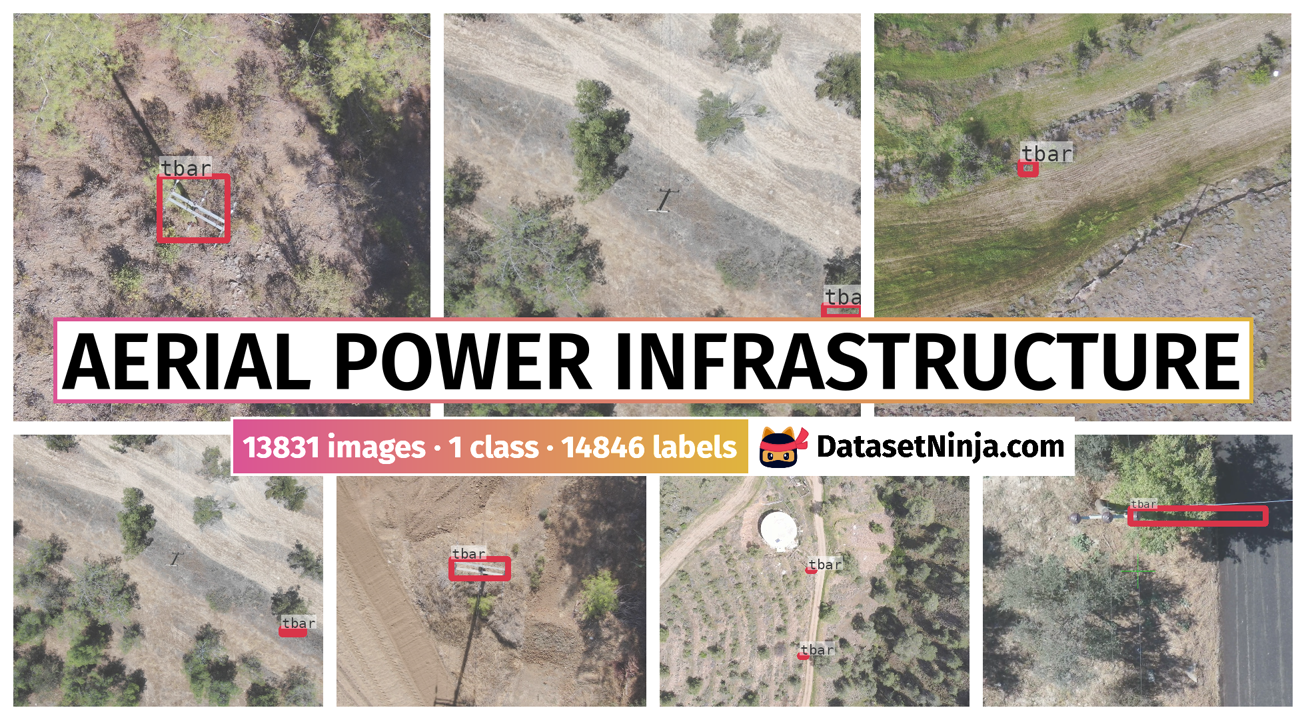 tbar
tba
tbar
AERIAL POWER INFRASTRUCTURE
13831 images · 1 class · 14846 labels
DatasetNinja.com
tbar
tbar
tbar
tbar
tbar